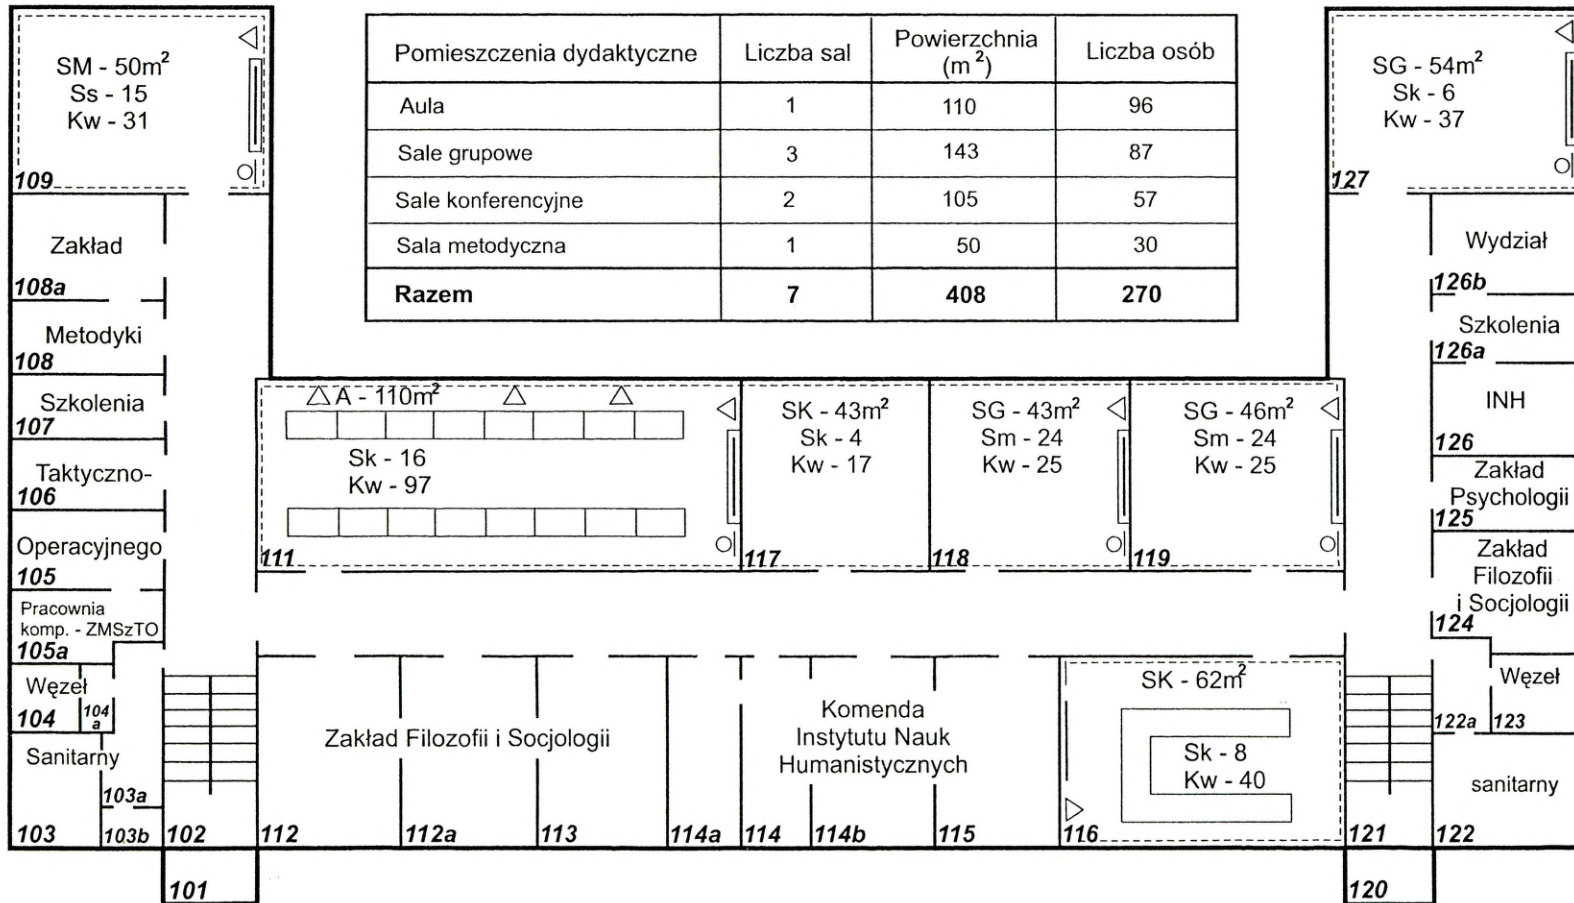 SM - 50m²
Ss - 15
Kw - 31
109
Pomieszczenia dydaktyczne Liczba sal Powierzchnia (m²) Liczba osób
Aula 1 110 96
Sale grupowe 3 143 87
Sale konferencyjne 2 105 57
Sala metodyczna 1 50 30
Razem 7 408 270
SG - 54m²
Sk - 6
Kw - 37
127
Zakład
108a
Metodyki
108
Szkolenia
107
Taktyczno-
106
Operacyjnego
105
Pracownia
komp. - ZMSzTO
105a
Węzeł
104
104
a
Sanitarny
103a
103
103b
102
101
A - 110m²
Sk - 16
Kw - 97
111
SK - 43m²
Sk - 4
Kw - 17
117
SG - 43m²
Sm - 24
Kw - 25
118
SG - 46m²
Sm - 24
Kw - 25
119
Zakład Filozofii i Socjologii
112
112a
113
114a
Komenda
Instytutu Nauk
Humanistycznych
114
114b
115
SK - 62m²
Sk - 8
Kw - 40
116
Wydział
126b
Szkolenia
126a
INH
126
Zakład
Psychologii
125
Zakład
Filozofii
i Socjologii
124
Węzeł
122a
123
sanitarny
121
122
120